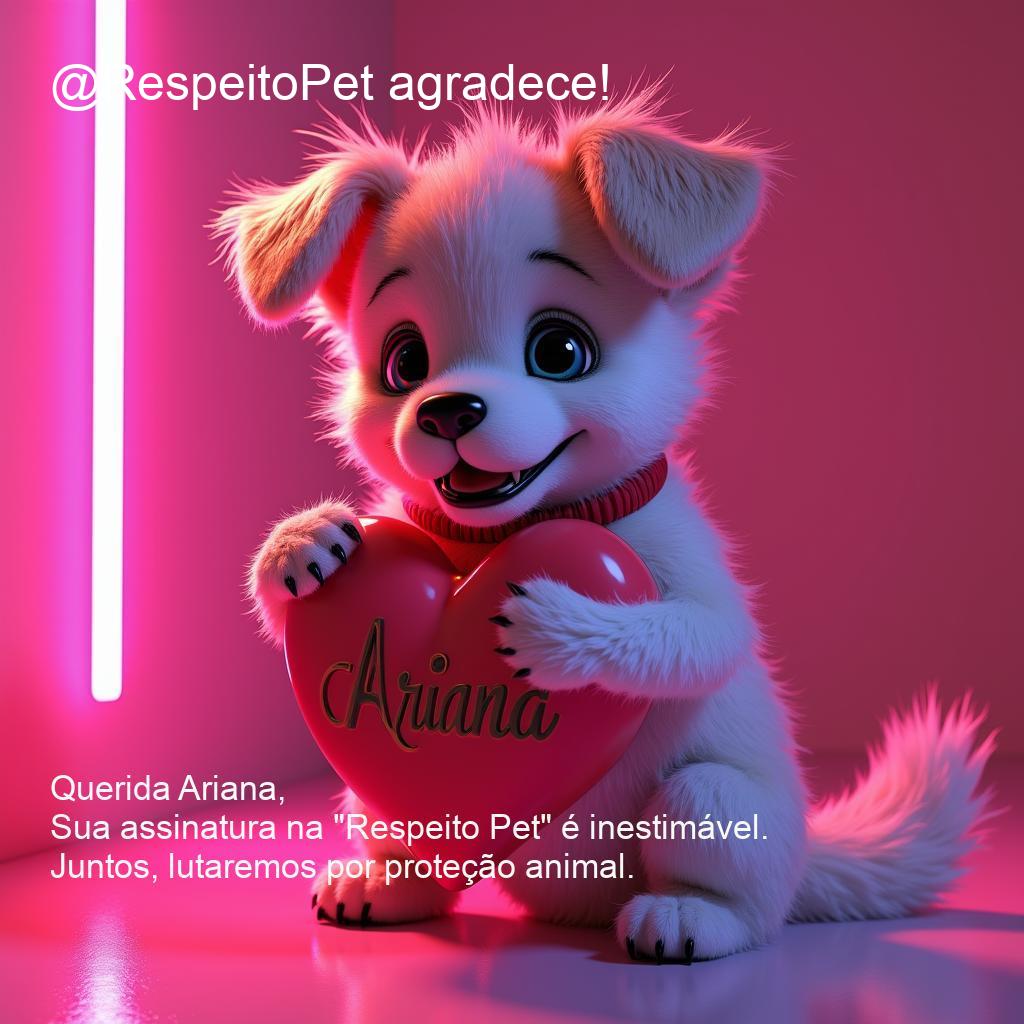 @RespeitoPet agradece!
Ariana
Querida Ariana,
Sua assinatura na "Respeito Pet" é inestimável.
Juntos, lutaremos por proteção animal.